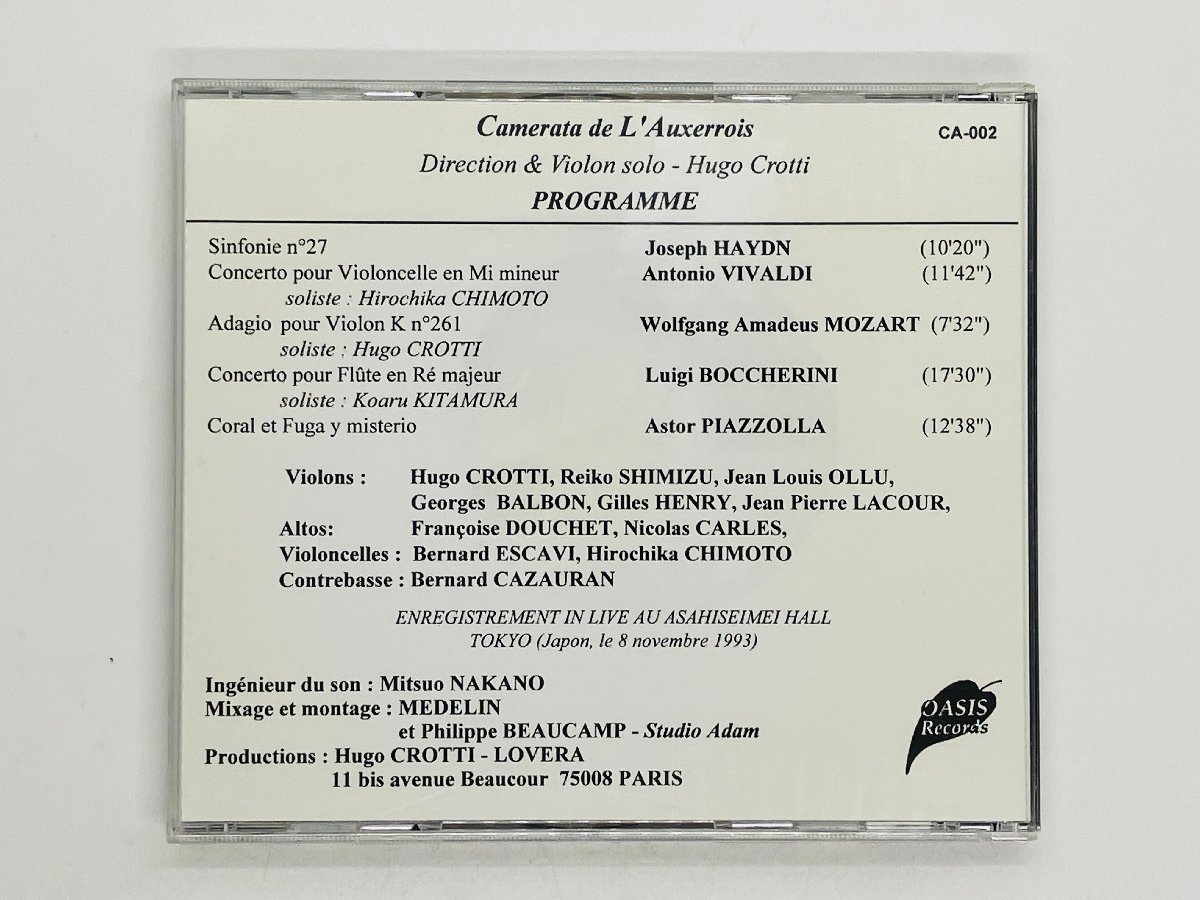 Camerata de L'Auxerrois
CA-002
Direction & Violon solo - Hugo Crotti
PROGRAMME
Sinfonie n°27 Joseph HAYDN (10'20")
Concerto pour Violoncelle en Mi mineur Antonio VIVALDI (11'42")
soliste : Hirochika CHIMOTO
Adagio pour Violon K n°261 Wolfgang Amadeus MOZART (7'32")
soliste : Hugo CROTTI
Concerto pour Flûte en Ré majeur Luigi BOCCHERINI (17'30")
soliste : Koaru KITAMURA
Coral et Fuga y misterio Astor PIAZZOLLA (12'38")
Violons : Hugo CROTTI, Reiko SHIMIZU, Jean Louis OLLU,
Georges BALBON, Gilles HENRY, Jean Pierre LACOUR,
Altos: Françoise DOUCHET, Nicolas CARLES,
Violoncelles : Bernard ESCAVI, Hirochika CHIMOTO
Contrebasse : Bernard CAZAURAN
ENREGISTREMENT IN LIVE AU ASAHISEIMEI HALL
TOKYO (Japon, le 8 novembre 1993)
Ingénieur du son : Mitsuo NAKANO
Mixage et montage : MEDELIN
et Philippe BEAUCAMP - Studio Adam
Productions : Hugo CROTTI - LOVERA
11 bis avenue Beaucour 75008 PARIS
OASIS
Records